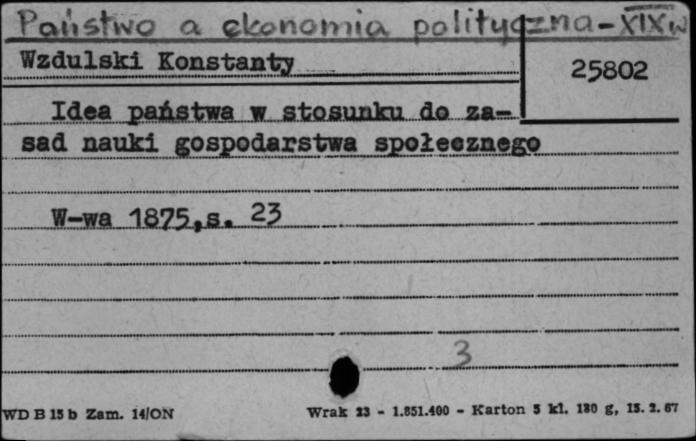 Państwo a ekonomia polityczna - XIX w
Wzdulski Konstanty
25802
Idea państwa w stosunku do za-
sad nauki gospodarstwa społecznego
W-wa 1875,s. 23
3
WD B 15 b Zam. 14/ON
Wrak 23 - 1.851.400 - Karton 5 kl. 180 g, 15. 2. 67